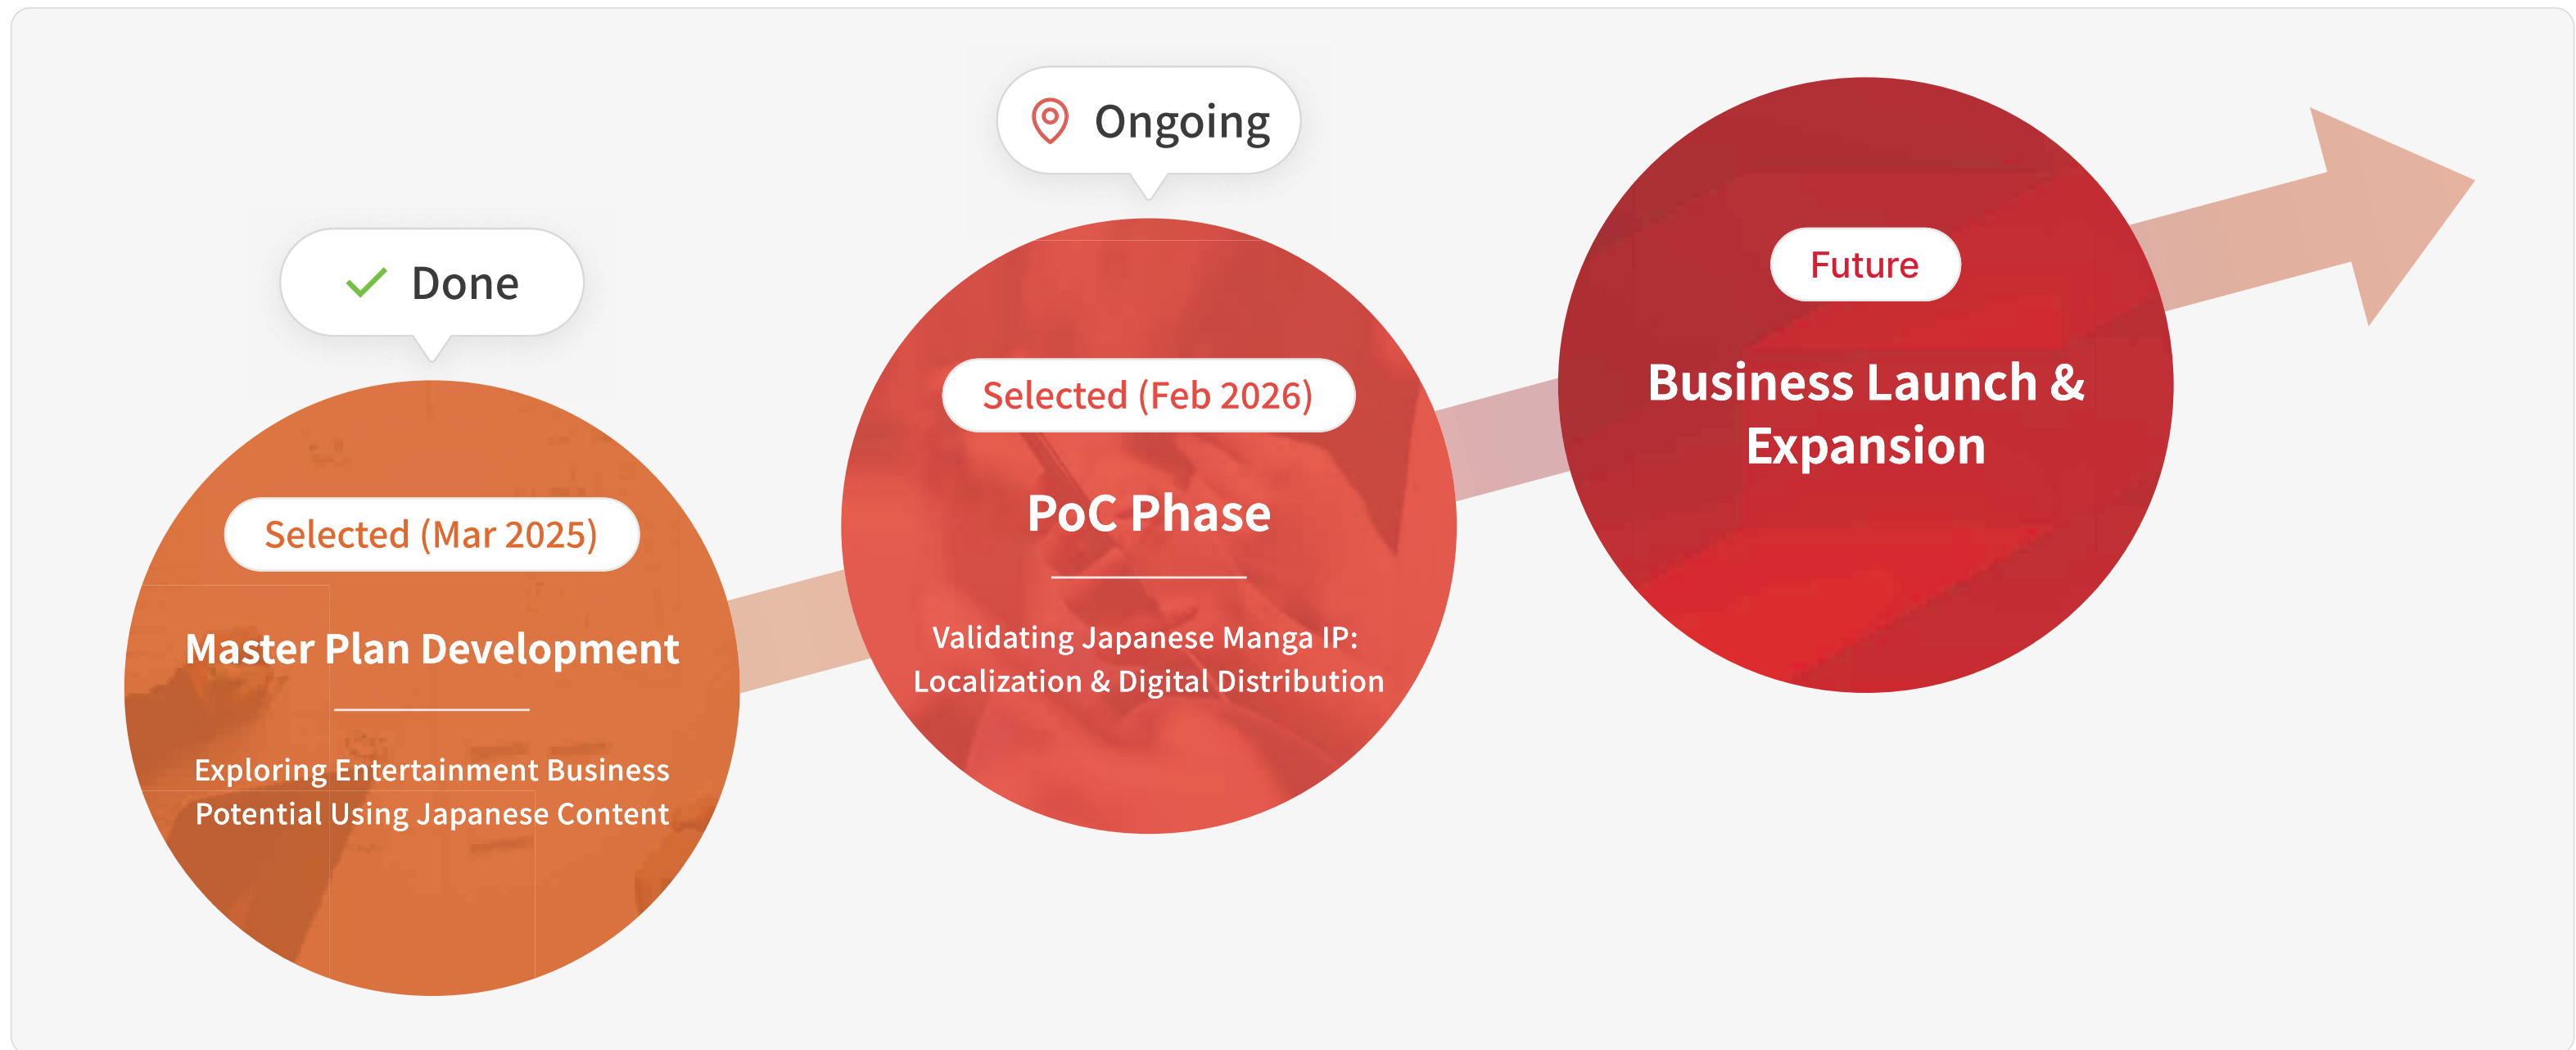 Done
Selected (Mar 2025)
Master Plan Development
Exploring Entertainment Business
Potential Using Japanese Content
Ongoing
Selected (Feb 2026)
PoC Phase
Validating Japanese Manga IP:
Localization & Digital Distribution
Future
Business Launch &
Expansion